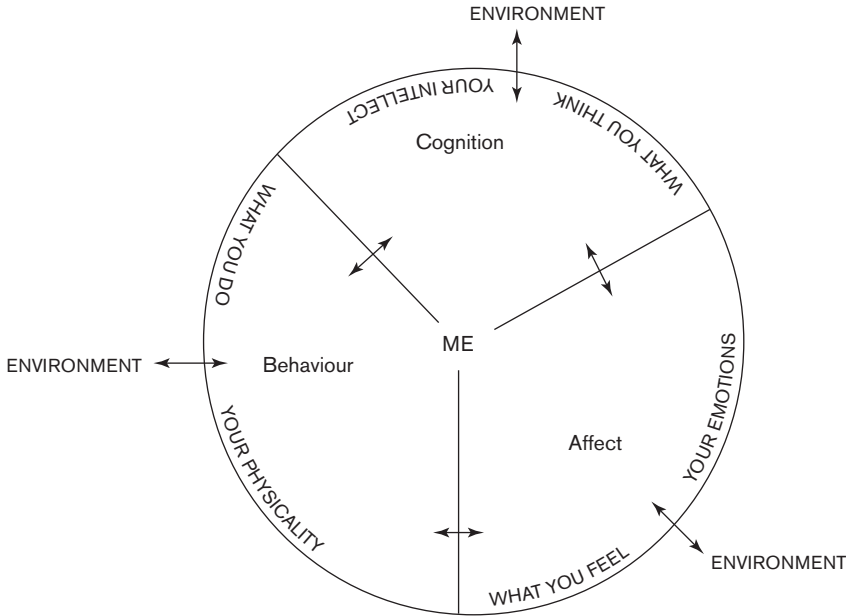 ENVIRONMENT
YOUR INTELLECT
WHAT YOU THINK
Cognition
WHAT YOU DO
ME
ENVIRONMENT
Behaviour
YOUR EMOTIONS
YOUR PHYSICALITY
Affect
WHAT YOU FEEL
ENVIRONMENT